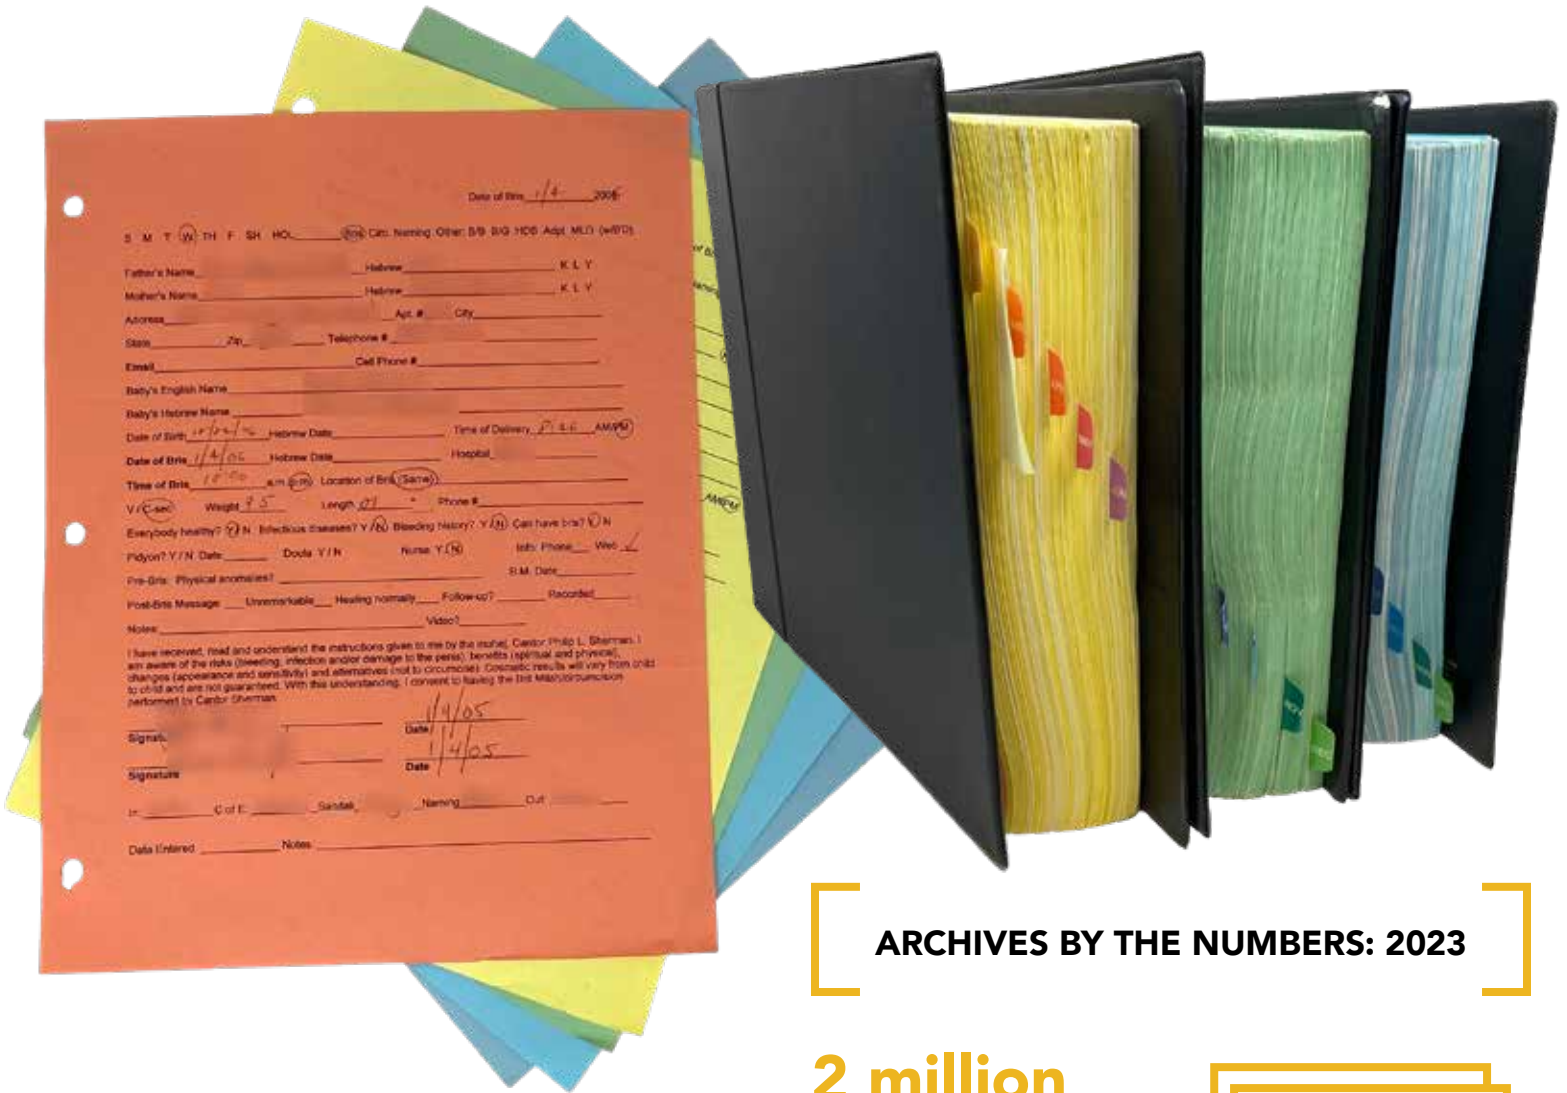 Date of Bris 1/4 2005
S M T W TH F SH HOL Bris Circ. Naming Other: B/B B/G HDB Adpt MLD (w/BD)
Father's Name Hebrew K L Y
Mother's Name Hebrew K L Y
Address Apt. # City
State Zip Telephone #
Email Cell Phone #
Baby's English Name
Baby's Hebrew Name
Date of Birth Hebrew Date Time of Delivery AM/PM
Date of Bris 1/4/05 Hebrew Date Hospital
Time of Bris a.m./p.m. Location of Bris (Same)
V / C-sec Weight Length " Phone #
Everybody healthy? Y/N Infectious diseases? Y/N Bleeding history? Y/N Can have bris? Y/N
Pidyon? Y / N Date Doula Y / N Nurse Y/N Info: Phone Web ✓
Pre-Bris: Physical anomalies? B.M. Date
Post-Bris Message: Unremarkable Healing normally Follow-up? Recorded
Notes: Video?
I have received, read and understand the instructions given to me by the mohel, Cantor Philip L. Sherman. I
am aware of the risks (bleeding, infection and/or damage to the penis), benefits (spiritual and physical),
changes (appearance and sensitivity) and alternatives (not to circumcise). Cosmetic results will vary from child
to child and are not guaranteed. With this understanding, I consent to having the Brit Milah/circumcision
performed by Cantor Sherman.
1/4/05
Date
1/4/05
Signature Date
In: C of E: Sandak Naming Out
Data Entered Notes
AM/PM
ARCHIVES BY THE NUMBERS: 2023
2 million